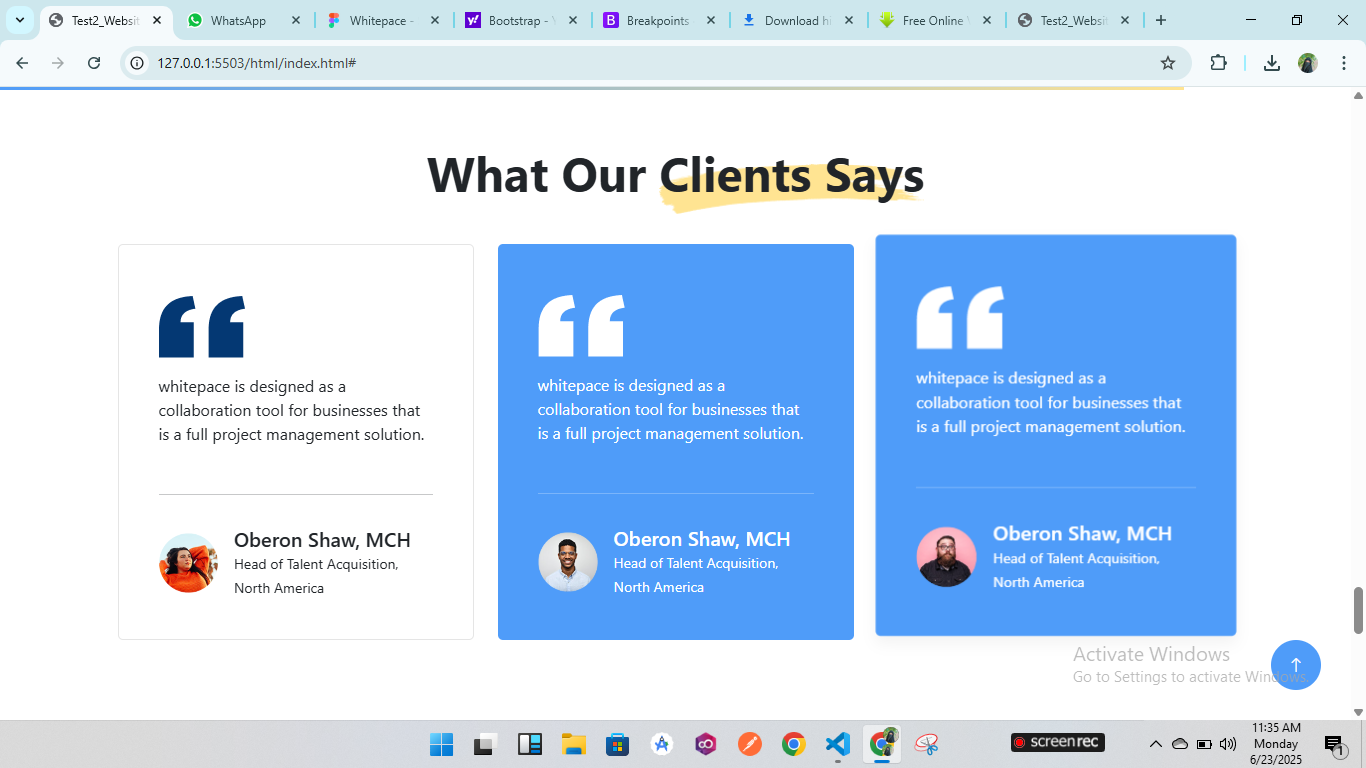 Test2_Websit
WhatsApp
Whitepace -
Bootstrap -
Breakpoints
Download hi
Free Online
Test2_Websit
127.0.0.1:5503/html/index.html#
What Our Clients Says
whitepace is designed as a
collaboration tool for businesses that
is a full project management solution.
Oberon Shaw, MCH
Head of Talent Acquisition,
North America
whitepace is designed as a
collaboration tool for businesses that
is a full project management solution.
Oberon Shaw, MCH
Head of Talent Acquisition,
North America
whitepace is designed as a
collaboration tool for businesses that
is a full project management solution.
Oberon Shaw, MCH
Head of Talent Acquisition,
North America
Activate Windows
Go to Settings to activate Windows.
screenrec
11:35 AM
Monday
6/23/2025
1